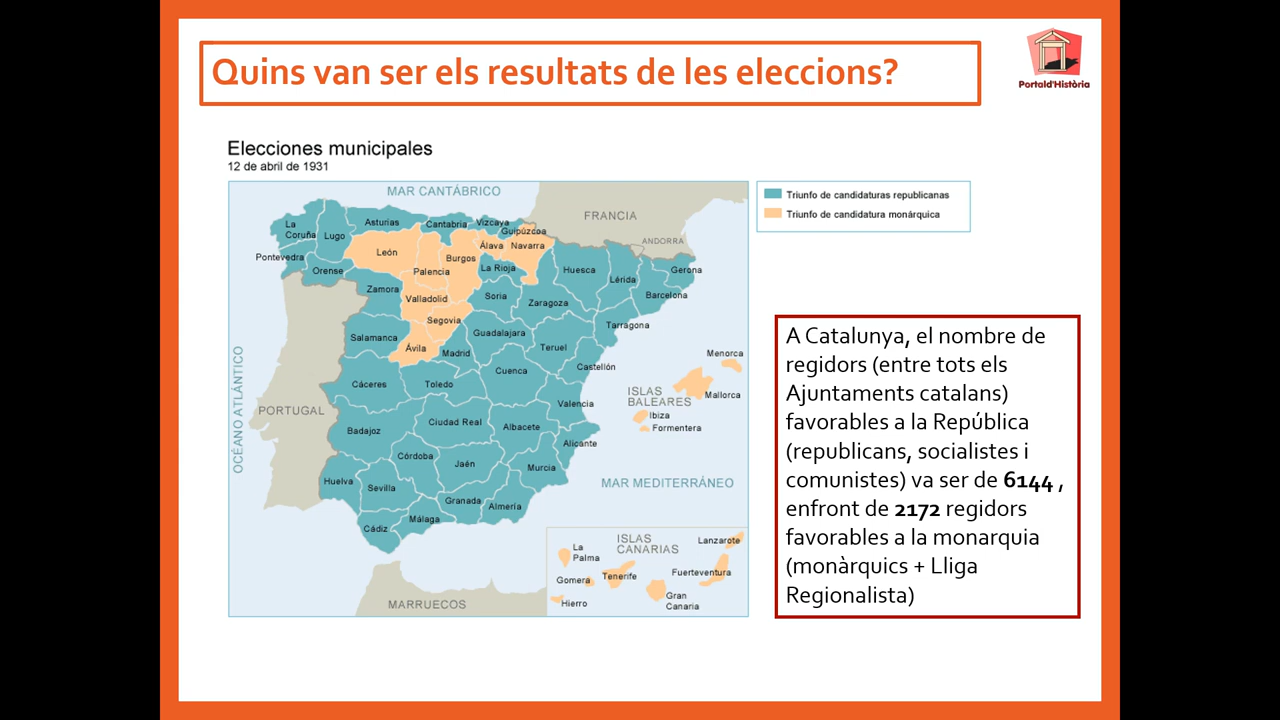 Quins van ser els resultats de les eleccions?
Portald'Història
Elecciones municipales
12 de abril de 1931
MAR CANTÁBRICO
FRANCIA
ANDORRA
La
Coruña
Lugo
Asturias
Cantabria
Vizcaya
Guipúzcoa
Pontevedra
Orense
León
Palencia
Burgos
Álava
Navarra
La Rioja
Huesca
Lérida
Gerona
Barcelona
Zamora
Valladolid
Soria
Zaragoza
Segovia
Tarragona
Salamanca
Ávila
Madrid
Guadalajara
Teruel
Castellón
Cuenca
Menorca
Cáceres
Toledo
ISLAS
BALEARES
Mallorca
OCÉANO ATLÁNTICO
PORTUGAL
Valencia
Ibiza
Formentera
Badajoz
Ciudad Real
Albacete
Alicante
Córdoba
Jaén
Murcia
Huelva
Sevilla
MAR MEDITERRÁNEO
Granada
Almería
Málaga
Cádiz
ISLAS
CANARIAS
Lanzarote
La
Palma
Gomera
Tenerife
Fuerteventura
Hierro
Gran
Canaria
MARRUECOS
Triunfo de candidaturas republicanas
Triunfo de candidatura monárquica
A Catalunya, el nombre de
regidors (entre tots els
Ajuntaments catalans)
favorables a la República
(republicans, socialistes i
comunistes) va ser de 6144 ,
enfront de 2172 regidors
favorables a la monarquia
(monàrquics + Lliga
Regionalista)